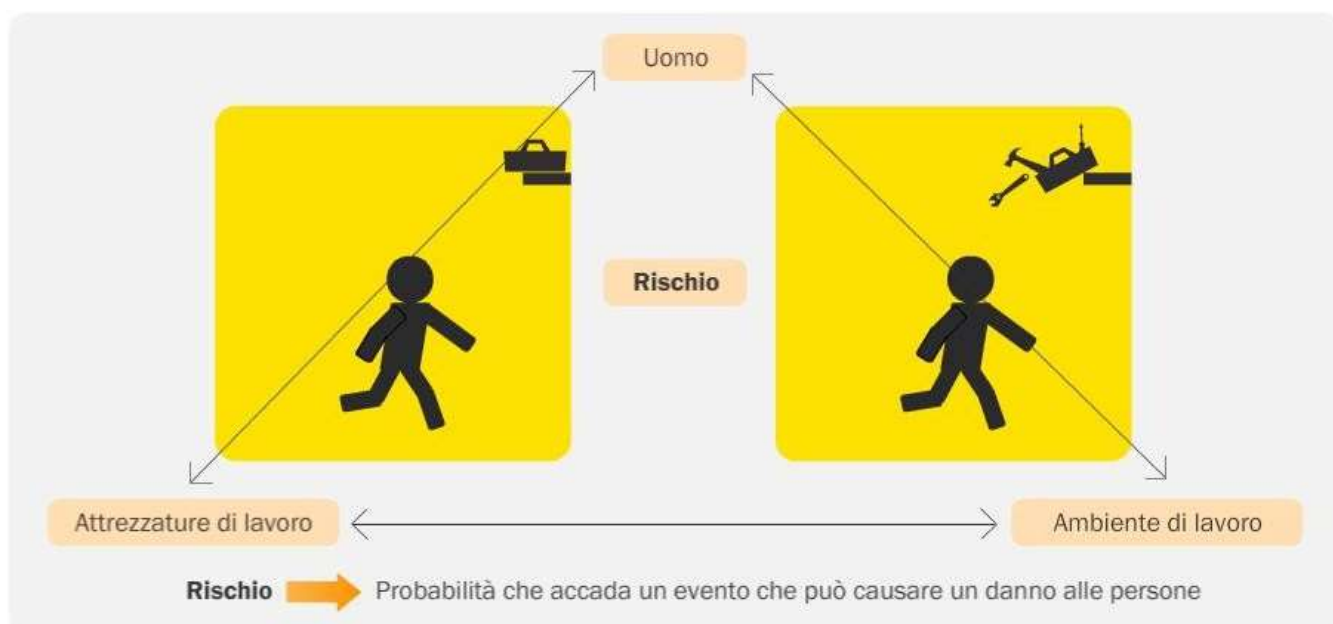 Uomo
Rischio
Attrezzature di lavoro
Ambiente di lavoro
Rischio Probabilità che accada un evento che può causare un danno alle persone